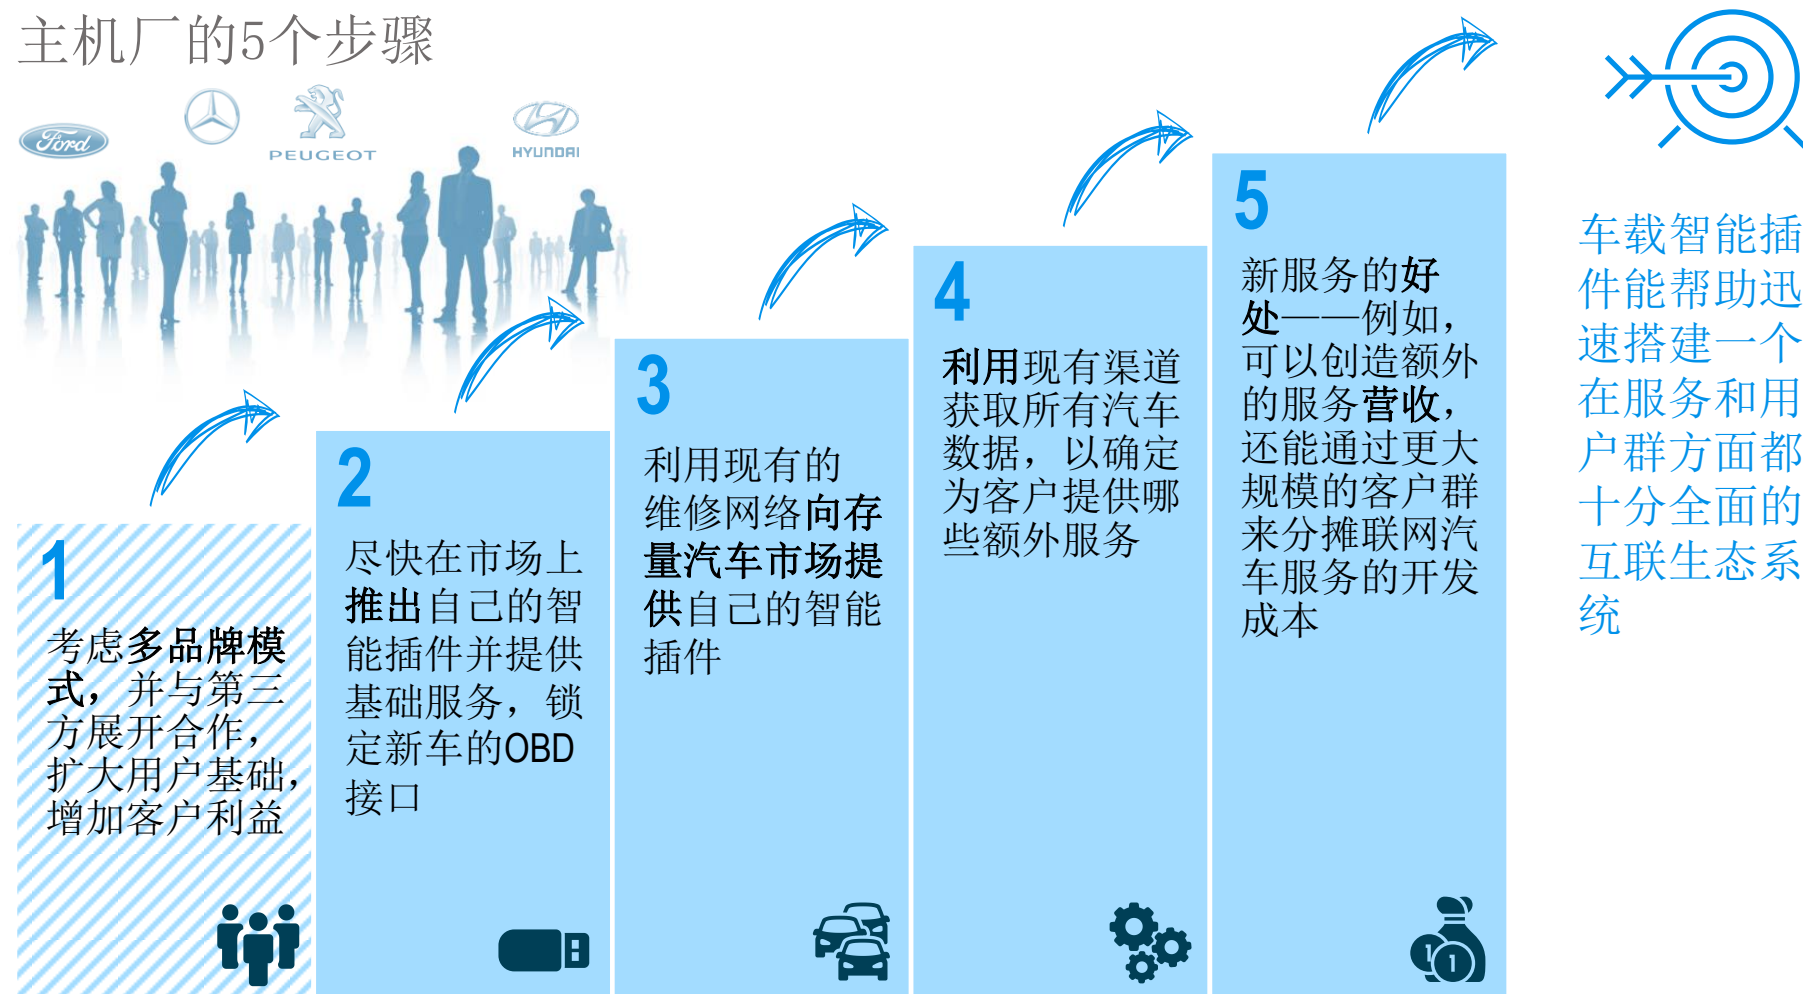 主机厂的5个步骤
Ford
PEUGEOT
HYUNDAI
1
考虑多品牌模
式，并与第三
方展开合作，
扩大用户基础，
增加客户利益
2
尽快在市场上
推出自己的智
能插件并提供
基础服务，锁
定新车的OBD
接口
3
利用现有的
维修网络向存
量汽车市场提
供自己的智能
插件
4
利用现有渠道
获取所有汽车
数据，以确定
为客户提供哪
些额外服务
5
新服务的好
处——例如，
可以创造额外
的服务营收，
还能通过更大
规模的客户群
来分摊联网汽
车服务的开发
成本
1
1
车载智能插
件能帮助迅
速搭建一个
在服务和用
户群方面都
十分全面的
互联生态系
统